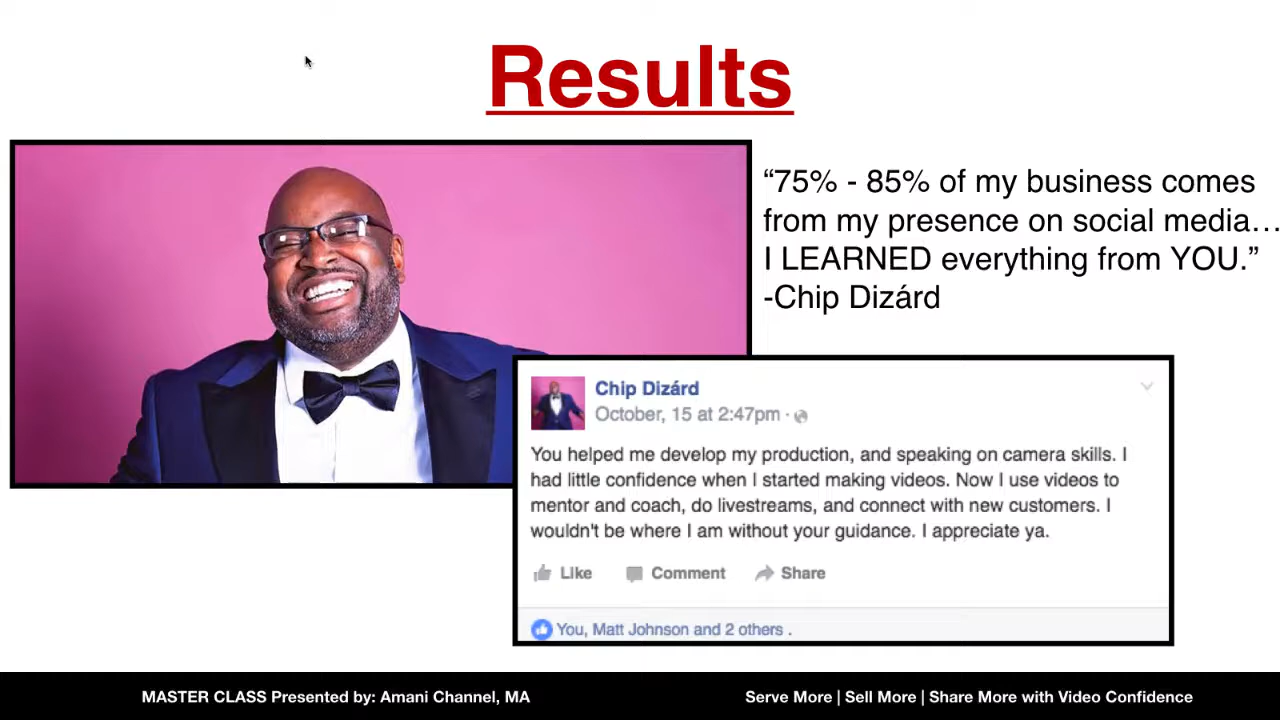 Results
“75% - 85% of my business comes
from my presence on social media…
I LEARNED everything from YOU.”
-Chip Dizárd
Chip Dizárd
October, 15 at 2:47pm ·
You helped me develop my production, and speaking on camera skills. I
had little confidence when I started making videos. Now I use videos to
mentor and coach, do livestreams, and connect with new customers. I
wouldn't be where I am without your guidance. I appreciate ya.
Like Comment Share
You, Matt Johnson and 2 others .
MASTER CLASS Presented by: Amani Channel, MA
Serve More | Sell More | Share More with Video Confidence